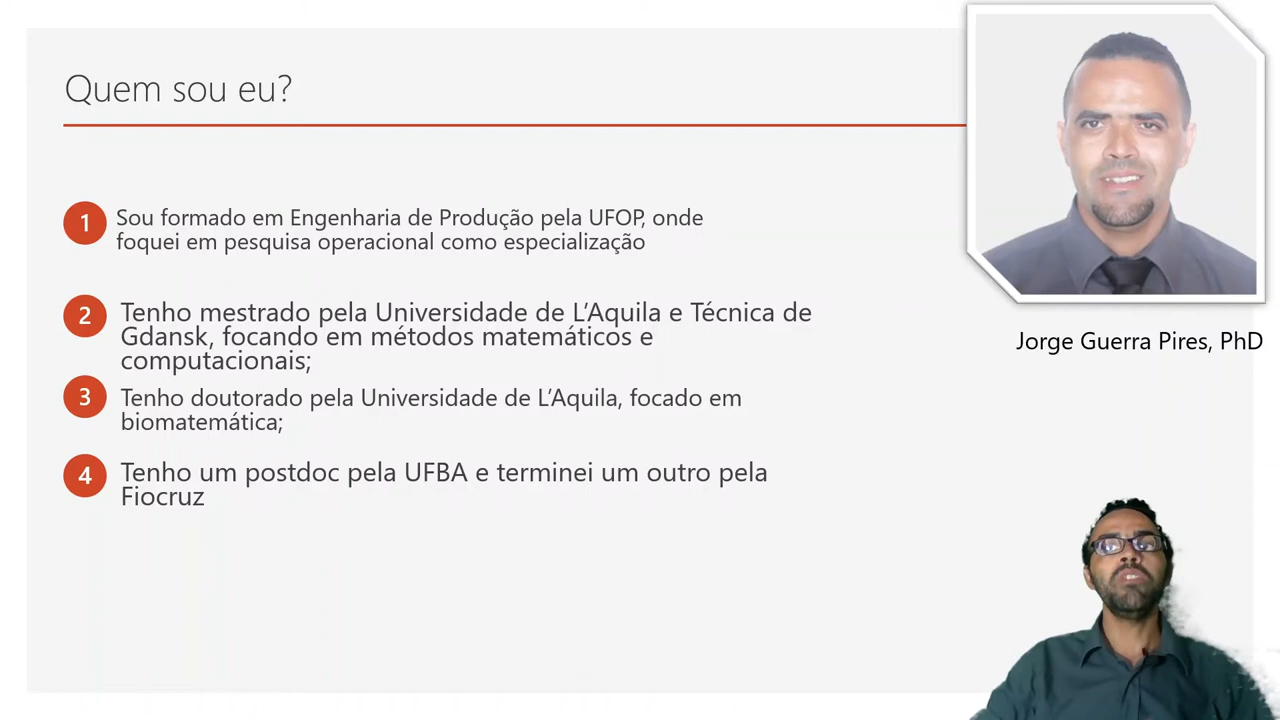 Quem sou eu?
1 Sou formado em Engenharia de Produção pela UFOP, onde
foquei em pesquisa operacional como especialização
2 Tenho mestrado pela Universidade de L’Aquila e Técnica de
Gdansk, focando em métodos matemáticos e
computacionais;
3 Tenho doutorado pela Universidade de L’Aquila, focado em
biomatemática;
4 Tenho um postdoc pela UFBA e terminei um outro pela
Fiocruz
Jorge Guerra Pires, PhD